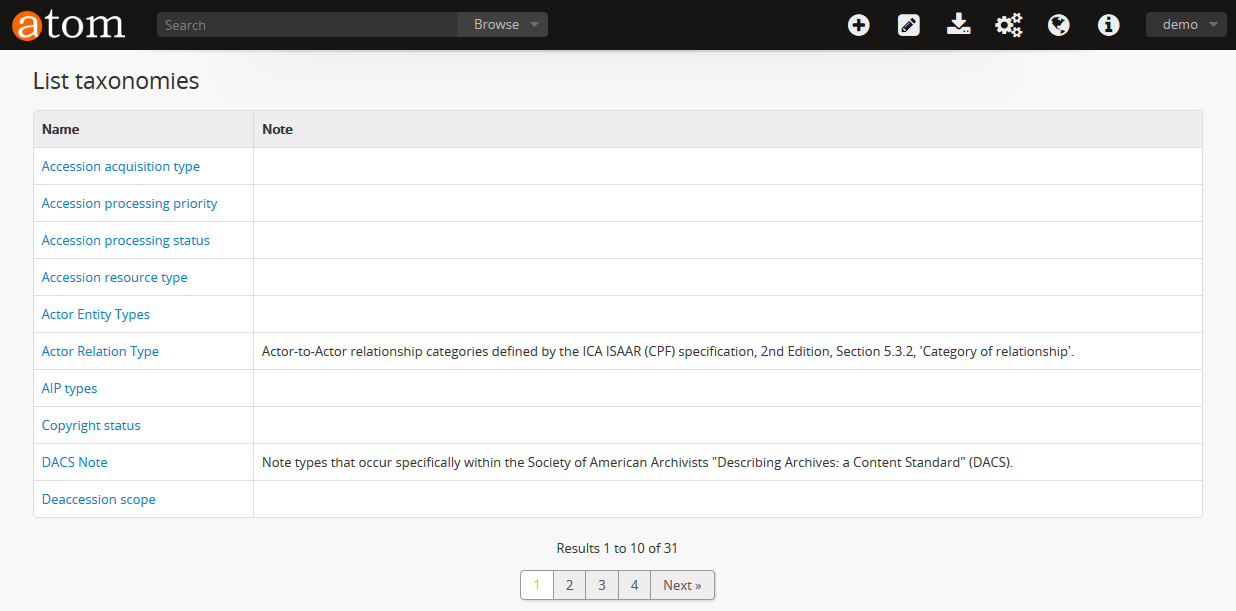 atom
Search
Browse
demo
List taxonomies
Name Note
Accession acquisition type
Accession processing priority
Accession processing status
Accession resource type
Actor Entity Types
Actor Relation Type Actor-to-Actor relationship categories defined by the ICA ISAAR (CPF) specification, 2nd Edition, Section 5.3.2, 'Category of relationship'.
AIP types
Copyright status
DACS Note Note types that occur specifically within the Society of American Archivists "Describing Archives: a Content Standard" (DACS).
Deaccession scope
Results 1 to 10 of 31
1 2 3 4 Next »